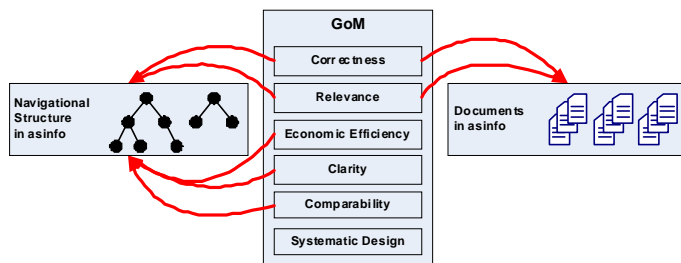 GoM
Correctness
Relevance
Economic Efficiency
Clarity
Comparability
Systematic Design
Navigational
Structure
in asinfo
Documents
in asinfo